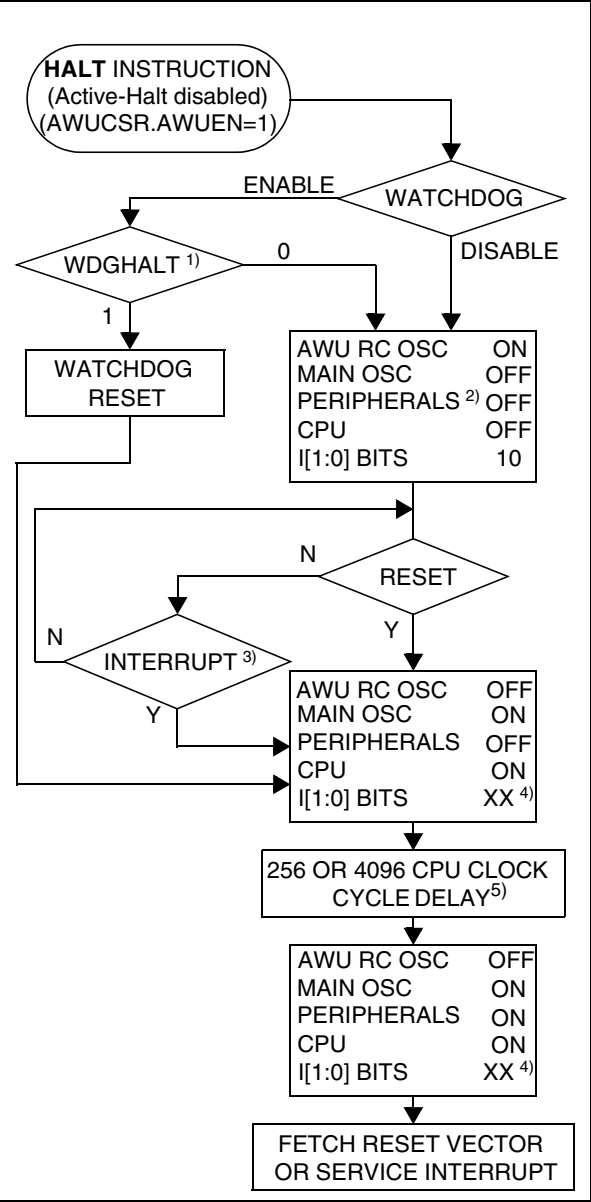 HALT INSTRUCTION
(Active-Halt disabled)
(AWUCSR.AWUEN=1)
WATCHDOG
ENABLE
DISABLE
WDGHALT 1)
0
1
WATCHDOG
RESET
AWU RC OSC ON
MAIN OSC OFF
PERIPHERALS 2) OFF
CPU OFF
I[1:0] BITS 10
RESET
N
Y
INTERRUPT 3)
N
Y
AWU RC OSC OFF
MAIN OSC ON
PERIPHERALS OFF
CPU ON
I[1:0] BITS XX 4)
256 OR 4096 CPU CLOCK
CYCLE DELAY5)
AWU RC OSC OFF
MAIN OSC ON
PERIPHERALS ON
CPU ON
I[1:0] BITS XX 4)
FETCH RESET VECTOR
OR SERVICE INTERRUPT